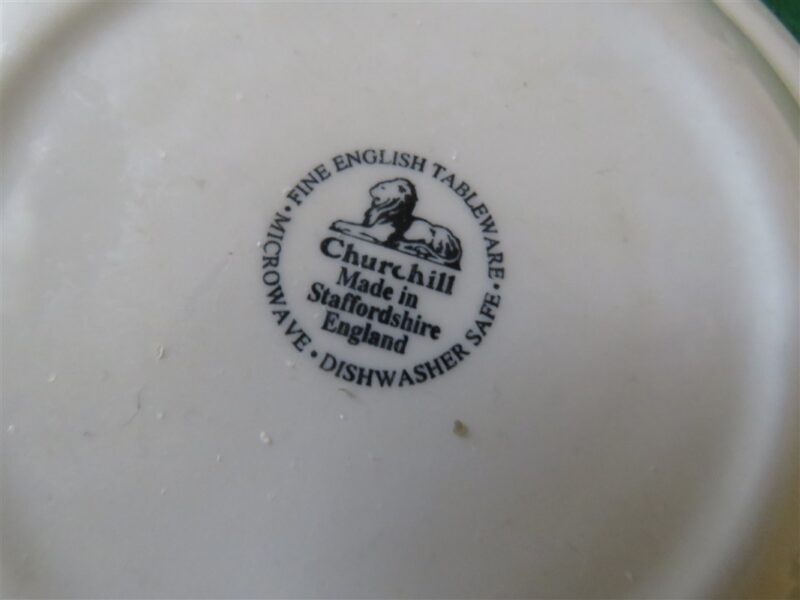 • FINE ENGLISH TABLEWARE •
MICROWAVE • DISHWASHER SAFE
Churchill
Made in
Staffordshire
England